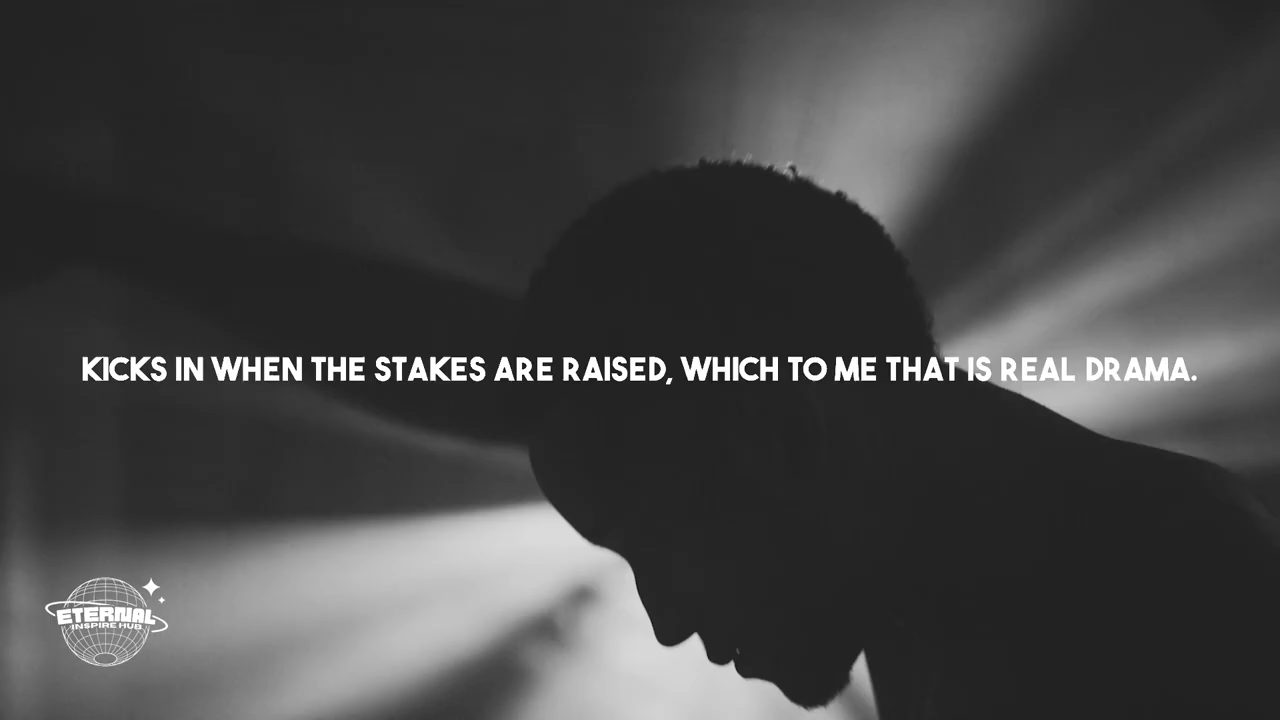 KICKS IN WHEN THE STAKES ARE RAISED, WHICH TO ME THAT IS REAL DRAMA.
ETERNAL
INSPIRE HUB